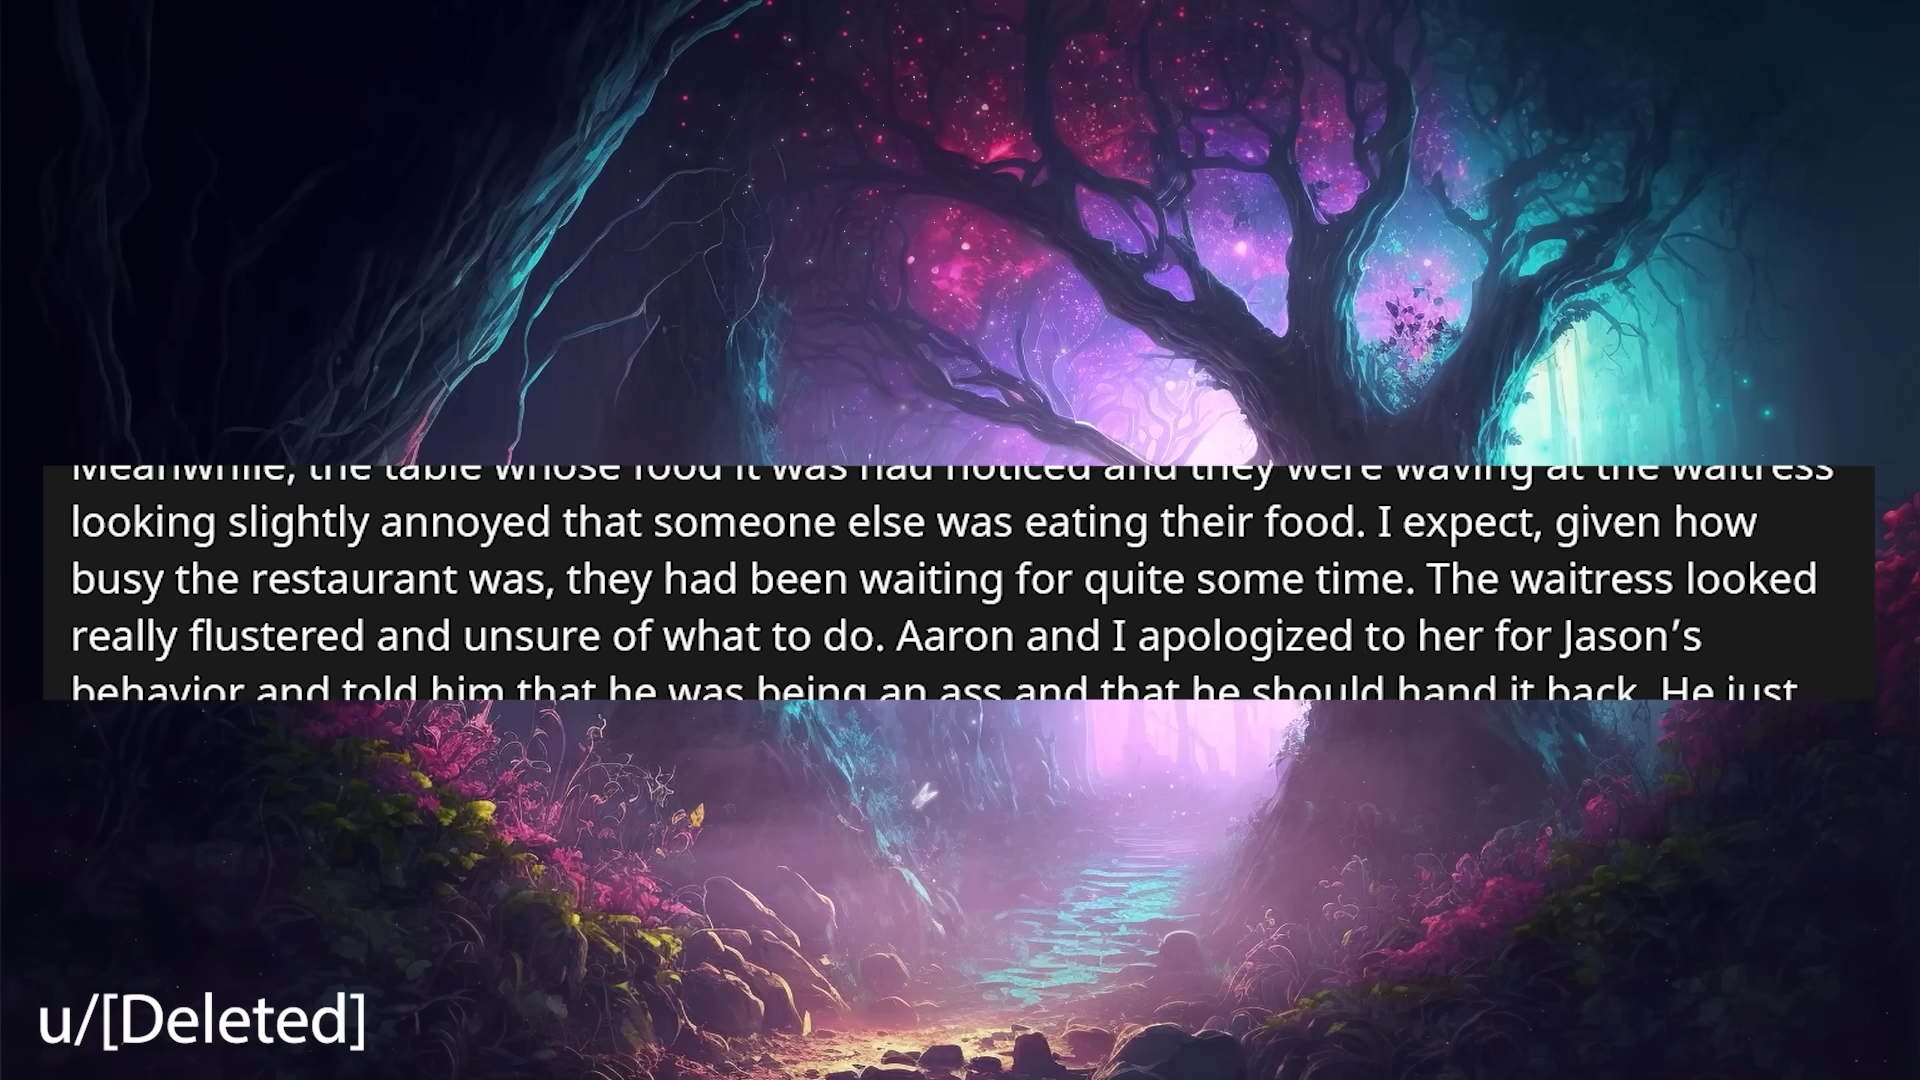 Meanwhile, the table whose food it was had noticed and they were waving at the waitress
looking slightly annoyed that someone else was eating their food. I expect, given how
busy the restaurant was, they had been waiting for quite some time. The waitress looked
really flustered and unsure of what to do. Aaron and I apologized to her for Jason’s
behavior and told him that he was being an ass and that he should hand it back. He just
u/[Deleted]